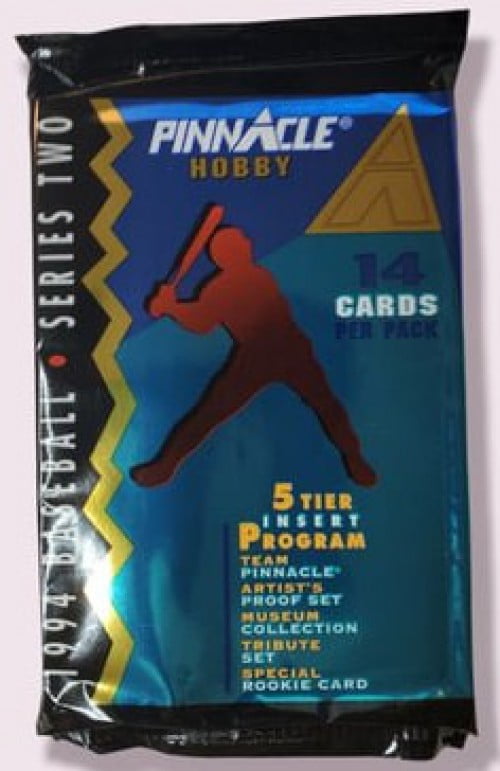 PINNACLE®
HOBBY
14
CARDS
PER PACK
1994 BASEBALL • SERIES TWO
5 TIER
INSERT
PROGRAM
TEAM
PINNACLE®
ARTIST'S
PROOF SET
MUSEUM
COLLECTION
TRIBUTE
SET
SPECIAL
ROOKIE CARD